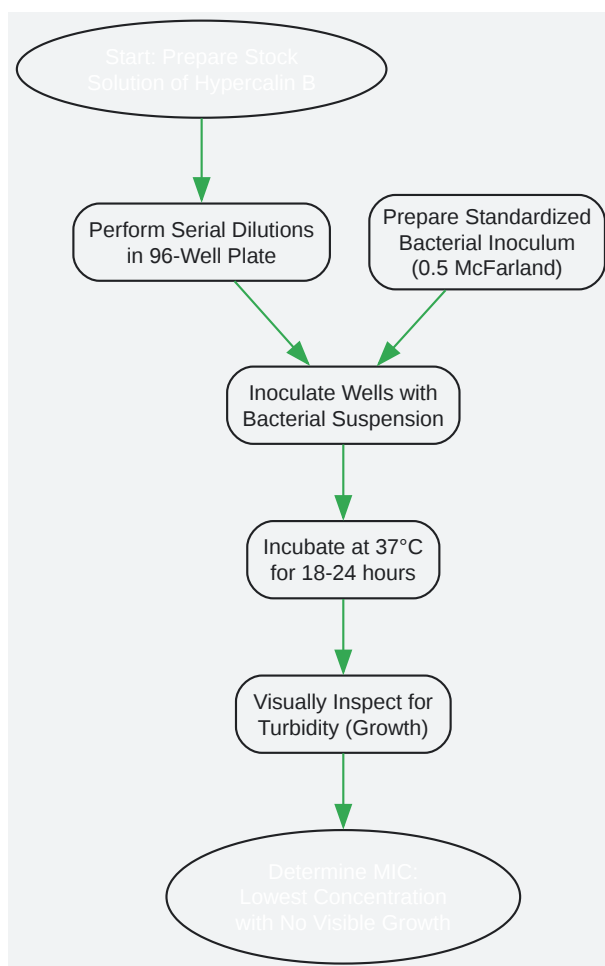 Start: Prepare Stock
Solution of Hypercalin B
Perform Serial Dilutions
in 96-Well Plate
Prepare Standardized
Bacterial Inoculum
(0.5 McFarland)
Inoculate Wells with
Bacterial Suspension
Incubate at 37°C
for 18-24 hours
Visually Inspect for
Turbidity (Growth)
Determine MIC:
Lowest Concentration
with No Visible Growth